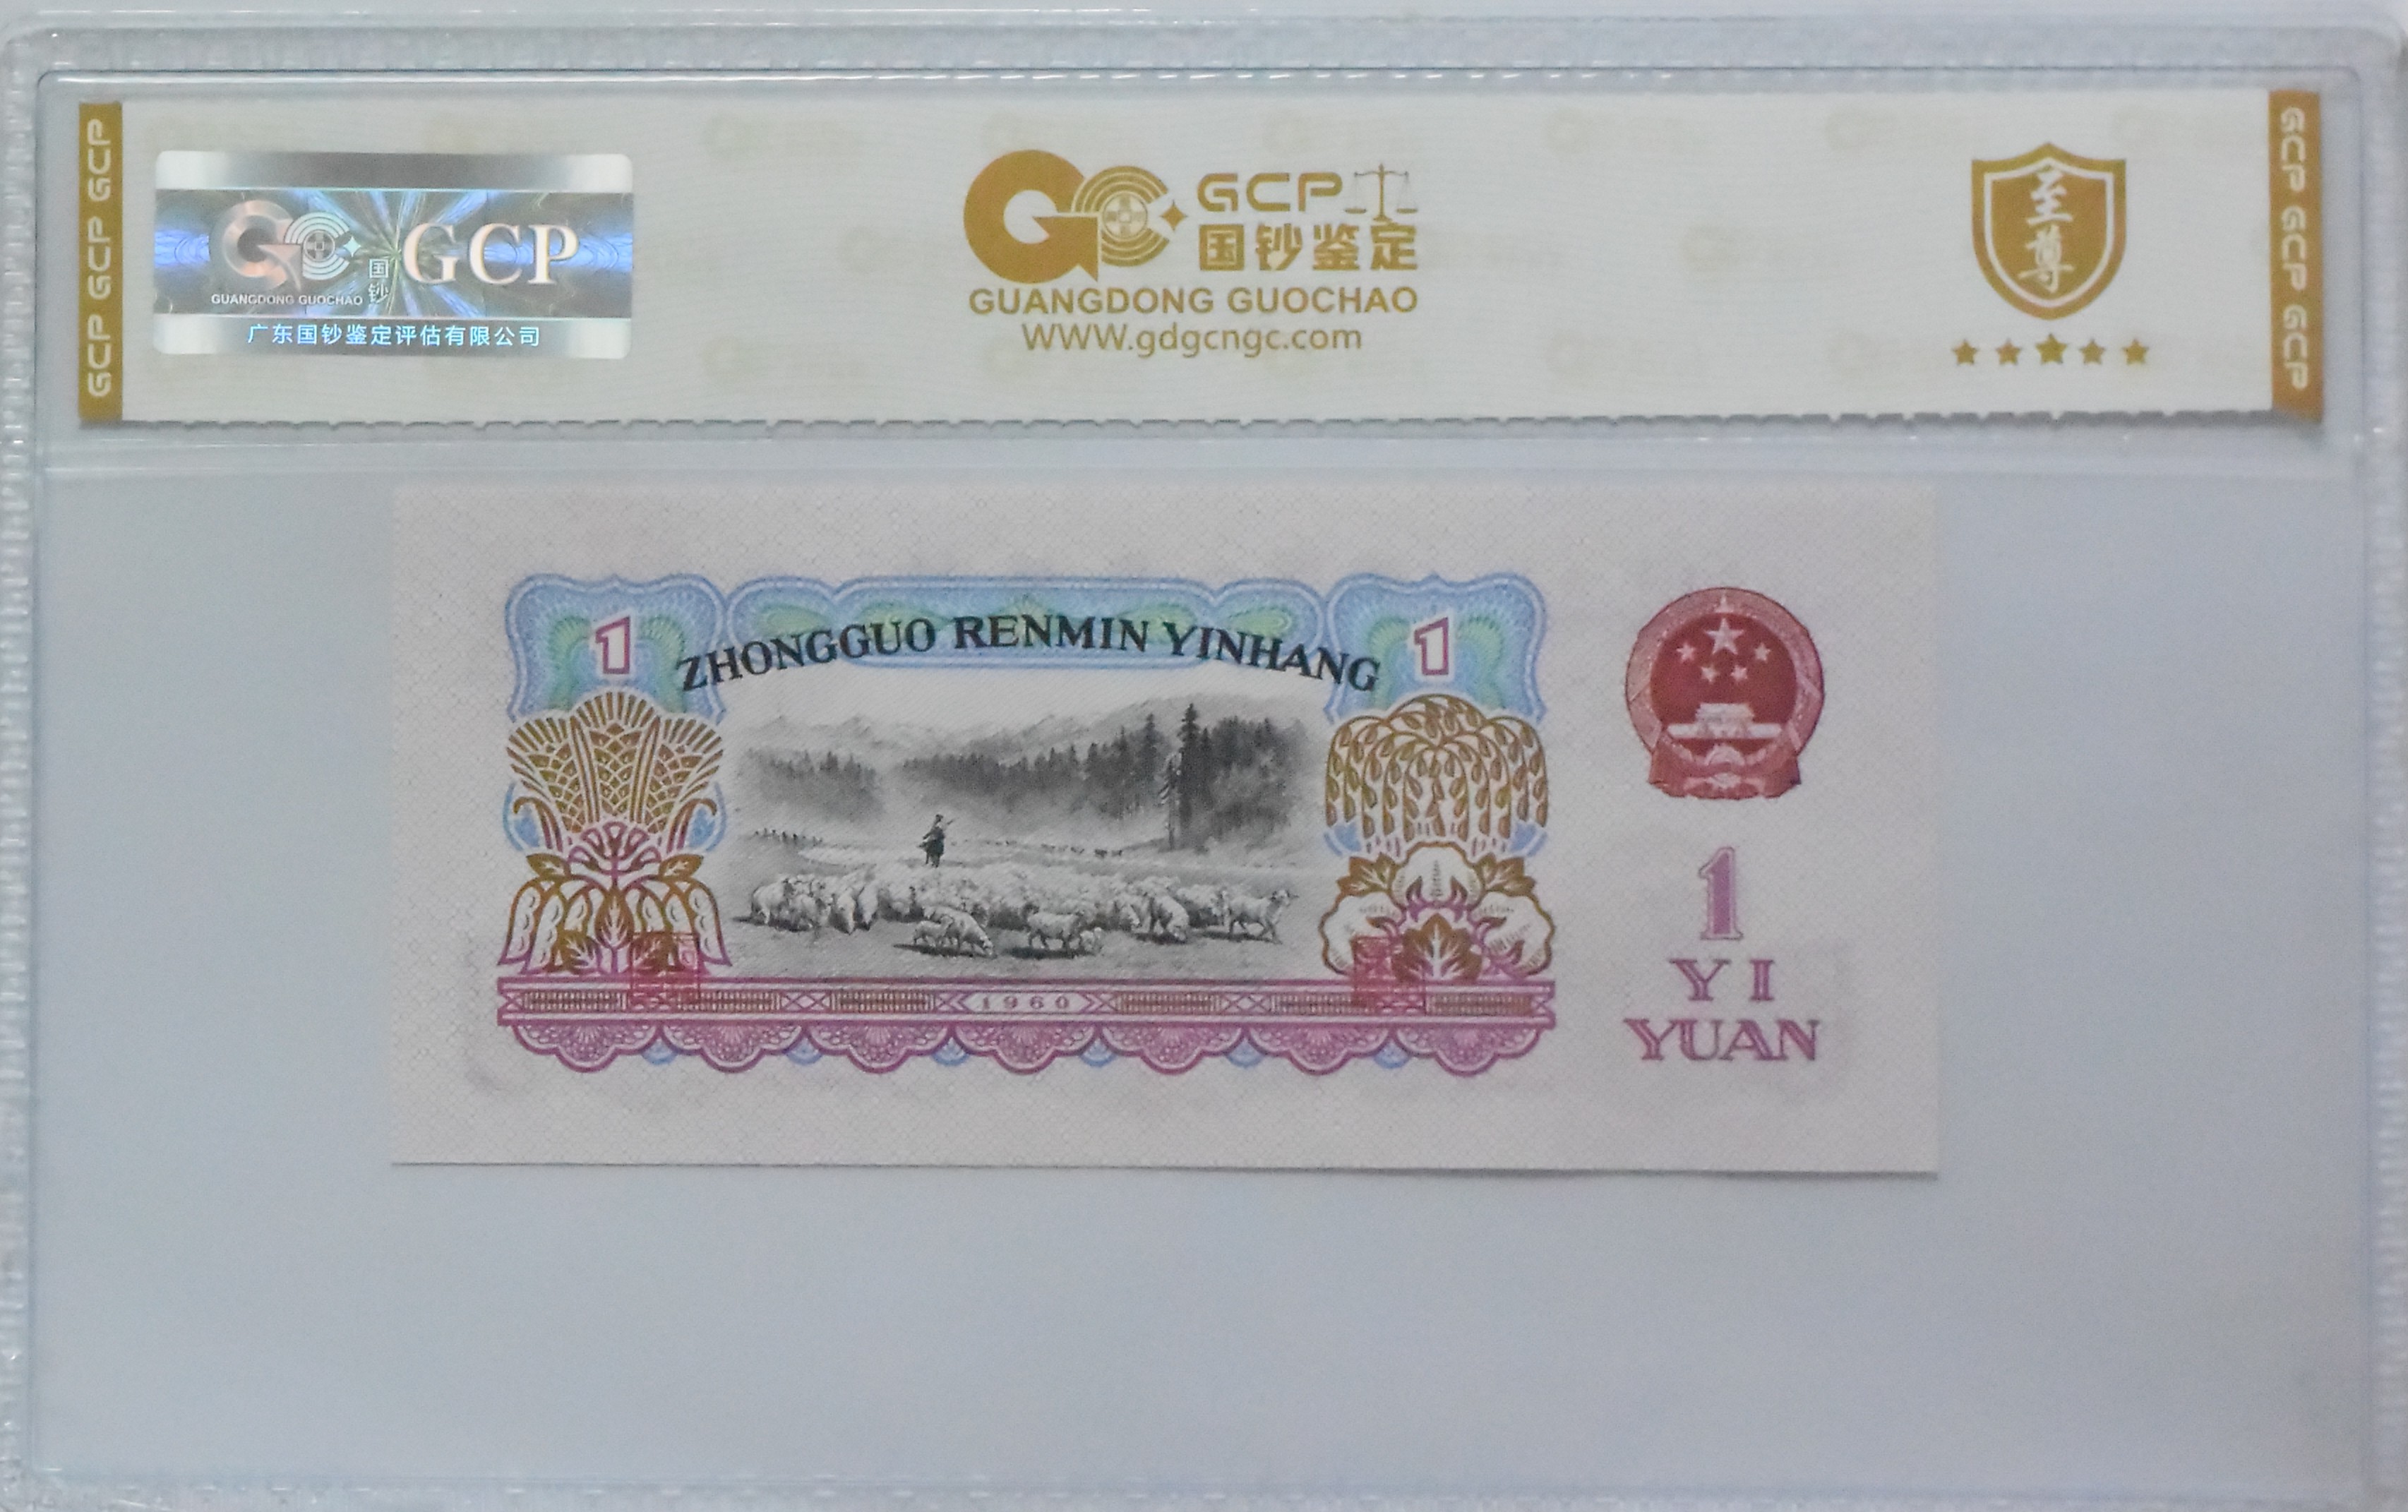 GCP GCP GCP
GCP
国钞
GUANGDONG GUOCHAO
广东国钞鉴定评估有限公司
GCP
国钞鉴定
GUANGDONG GUOCHAO
WWW.gdgcngc.com
至尊
GCP GCP GCP
1
ZHONGGUO RENMIN YINHANG
1
1960
1
YI
YUAN